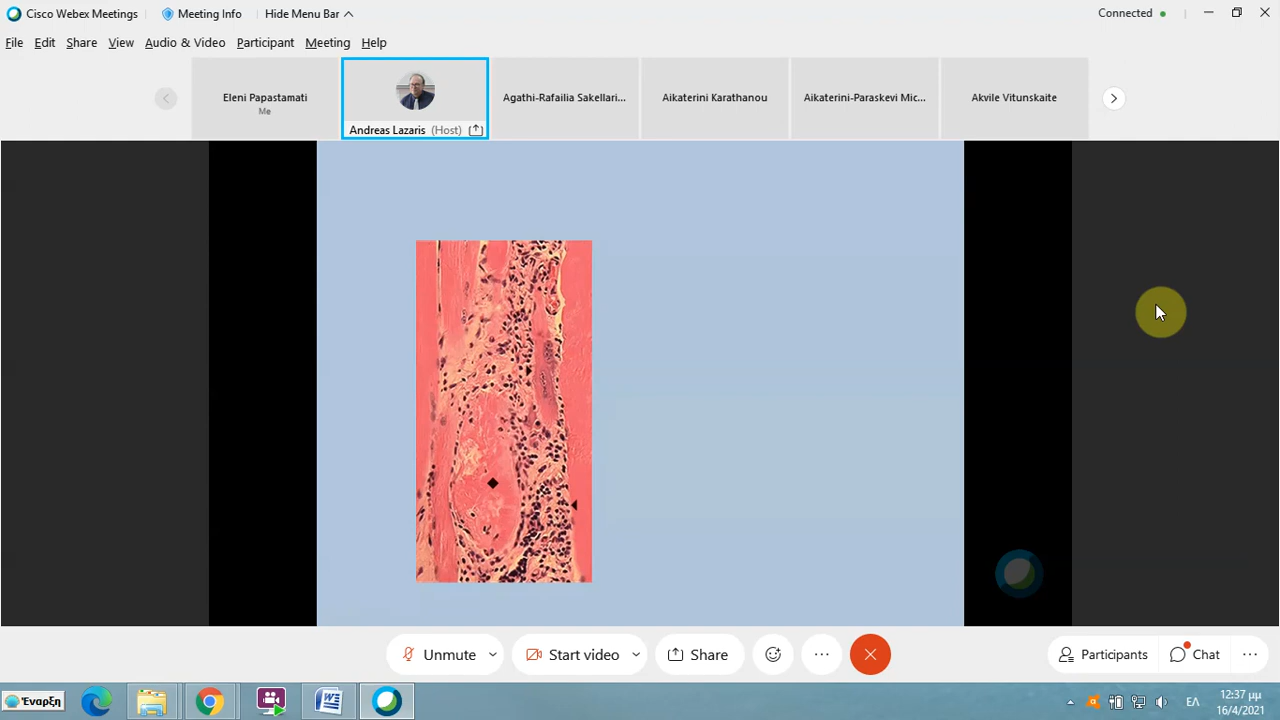 Cisco Webex Meetings
Meeting Info
Hide Menu Bar
Connected
File Edit Share View Audio & Video Participant Meeting Help
Eleni Papastamati
Me
Andreas Lazaris (Host)
Agathi-Rafailia Sakellari...
Aikaterini Karathanou
Aikaterini-Paraskevi Mic...
Akvile Vitunskaite
Unmute
Start video
Share
Participants
Chat
Έναρξη
ΕΛ
12:37 μμ
16/4/2021